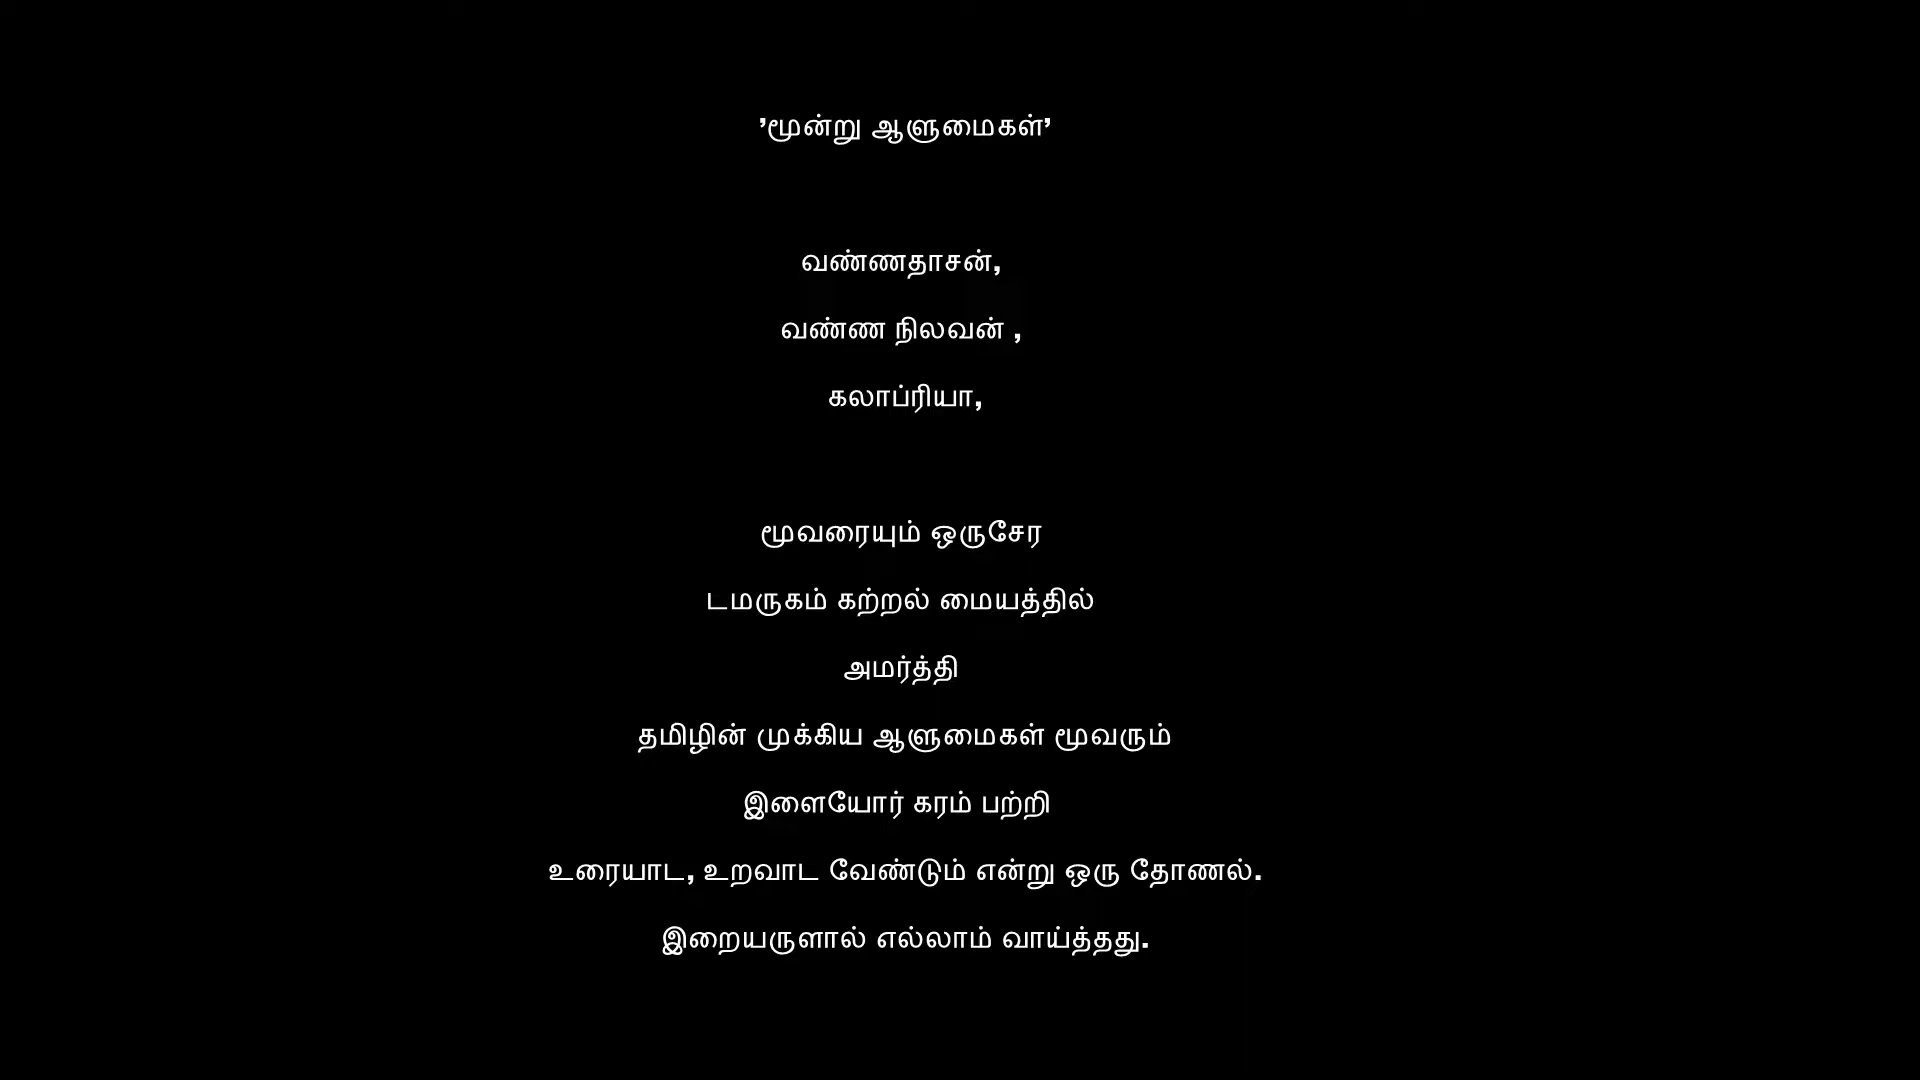 ’மூன்று ஆளுமைகள்’
வண்ணதாசன்,
வண்ண நிலவன் ,
கலாப்ரியா,
மூவரையும் ஒருசேர
டமருகம் கற்றல் மையத்தில்
அமர்த்தி
தமிழின் முக்கிய ஆளுமைகள் மூவரும்
இளையோர் கரம் பற்றி
உரையாட, உறவாட வேண்டும் என்று ஒரு தோணல்.
இறையருளால் எல்லாம் வாய்த்தது.